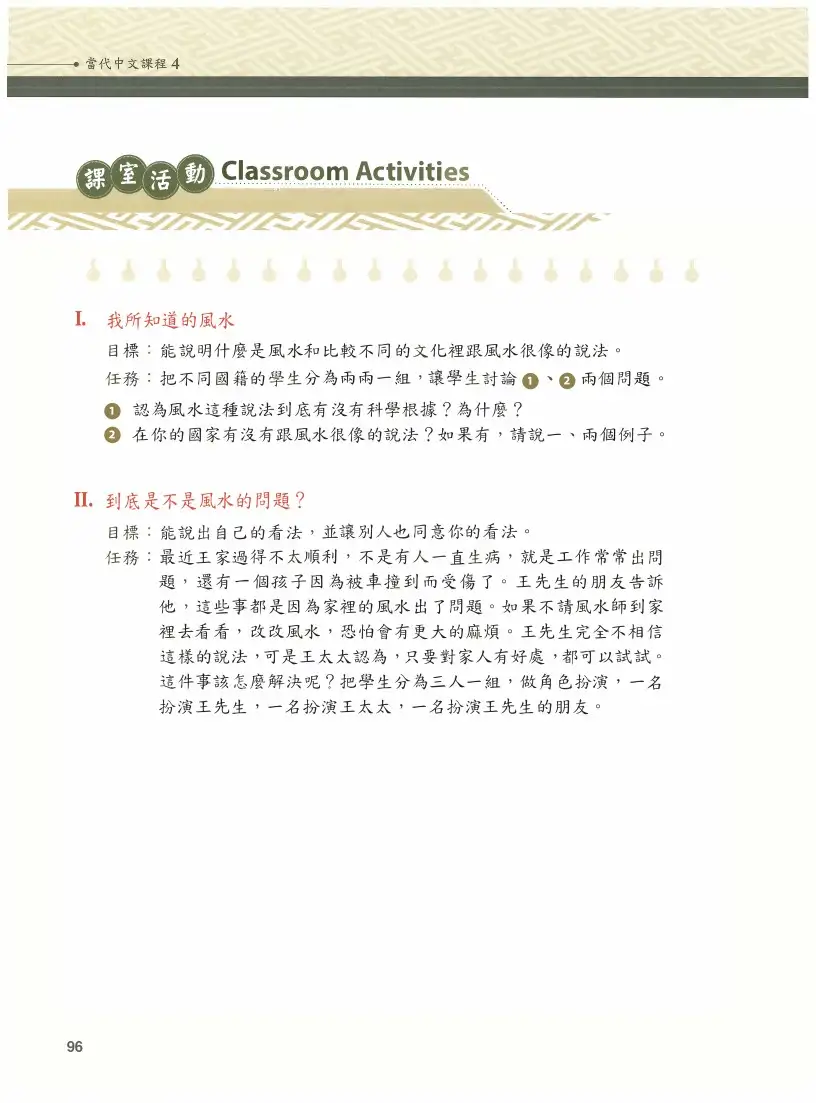 當代中文課程 4
課室活動 Classroom Activities
I. 我所知道的風水
目標：能說明什麼是風水和比較不同的文化裡跟風水很像的說法。
任務：把不同國籍的學生分為兩兩一組，讓學生討論 1、2 兩個問題。
1 認為風水這種說法到底有沒有科學根據？為什麼？
2 在你的國家有沒有跟風水很像的說法？如果有，請說一、兩個例子。
II. 到底是不是風水的問題？
目標：能說出自己的看法，並讓別人也同意你的看法。
任務：最近王家過得不太順利，不是有人一直生病，就是工作常常出問
題，還有一個孩子因為被車撞到而受傷了。王先生的朋友告訴
他，這些事都是因為家裡的風水出了問題。如果不請風水師到家
裡去看看，改改風水，恐怕會有更大的麻煩。王先生完全不相信
這樣的說法，可是王太太認為，只要對家人有好處，都可以試試。
這件事該怎麼解決呢？把學生分為三人一組，做角色扮演，一名
扮演王先生，一名扮演王太太，一名扮演王先生的朋友。
96